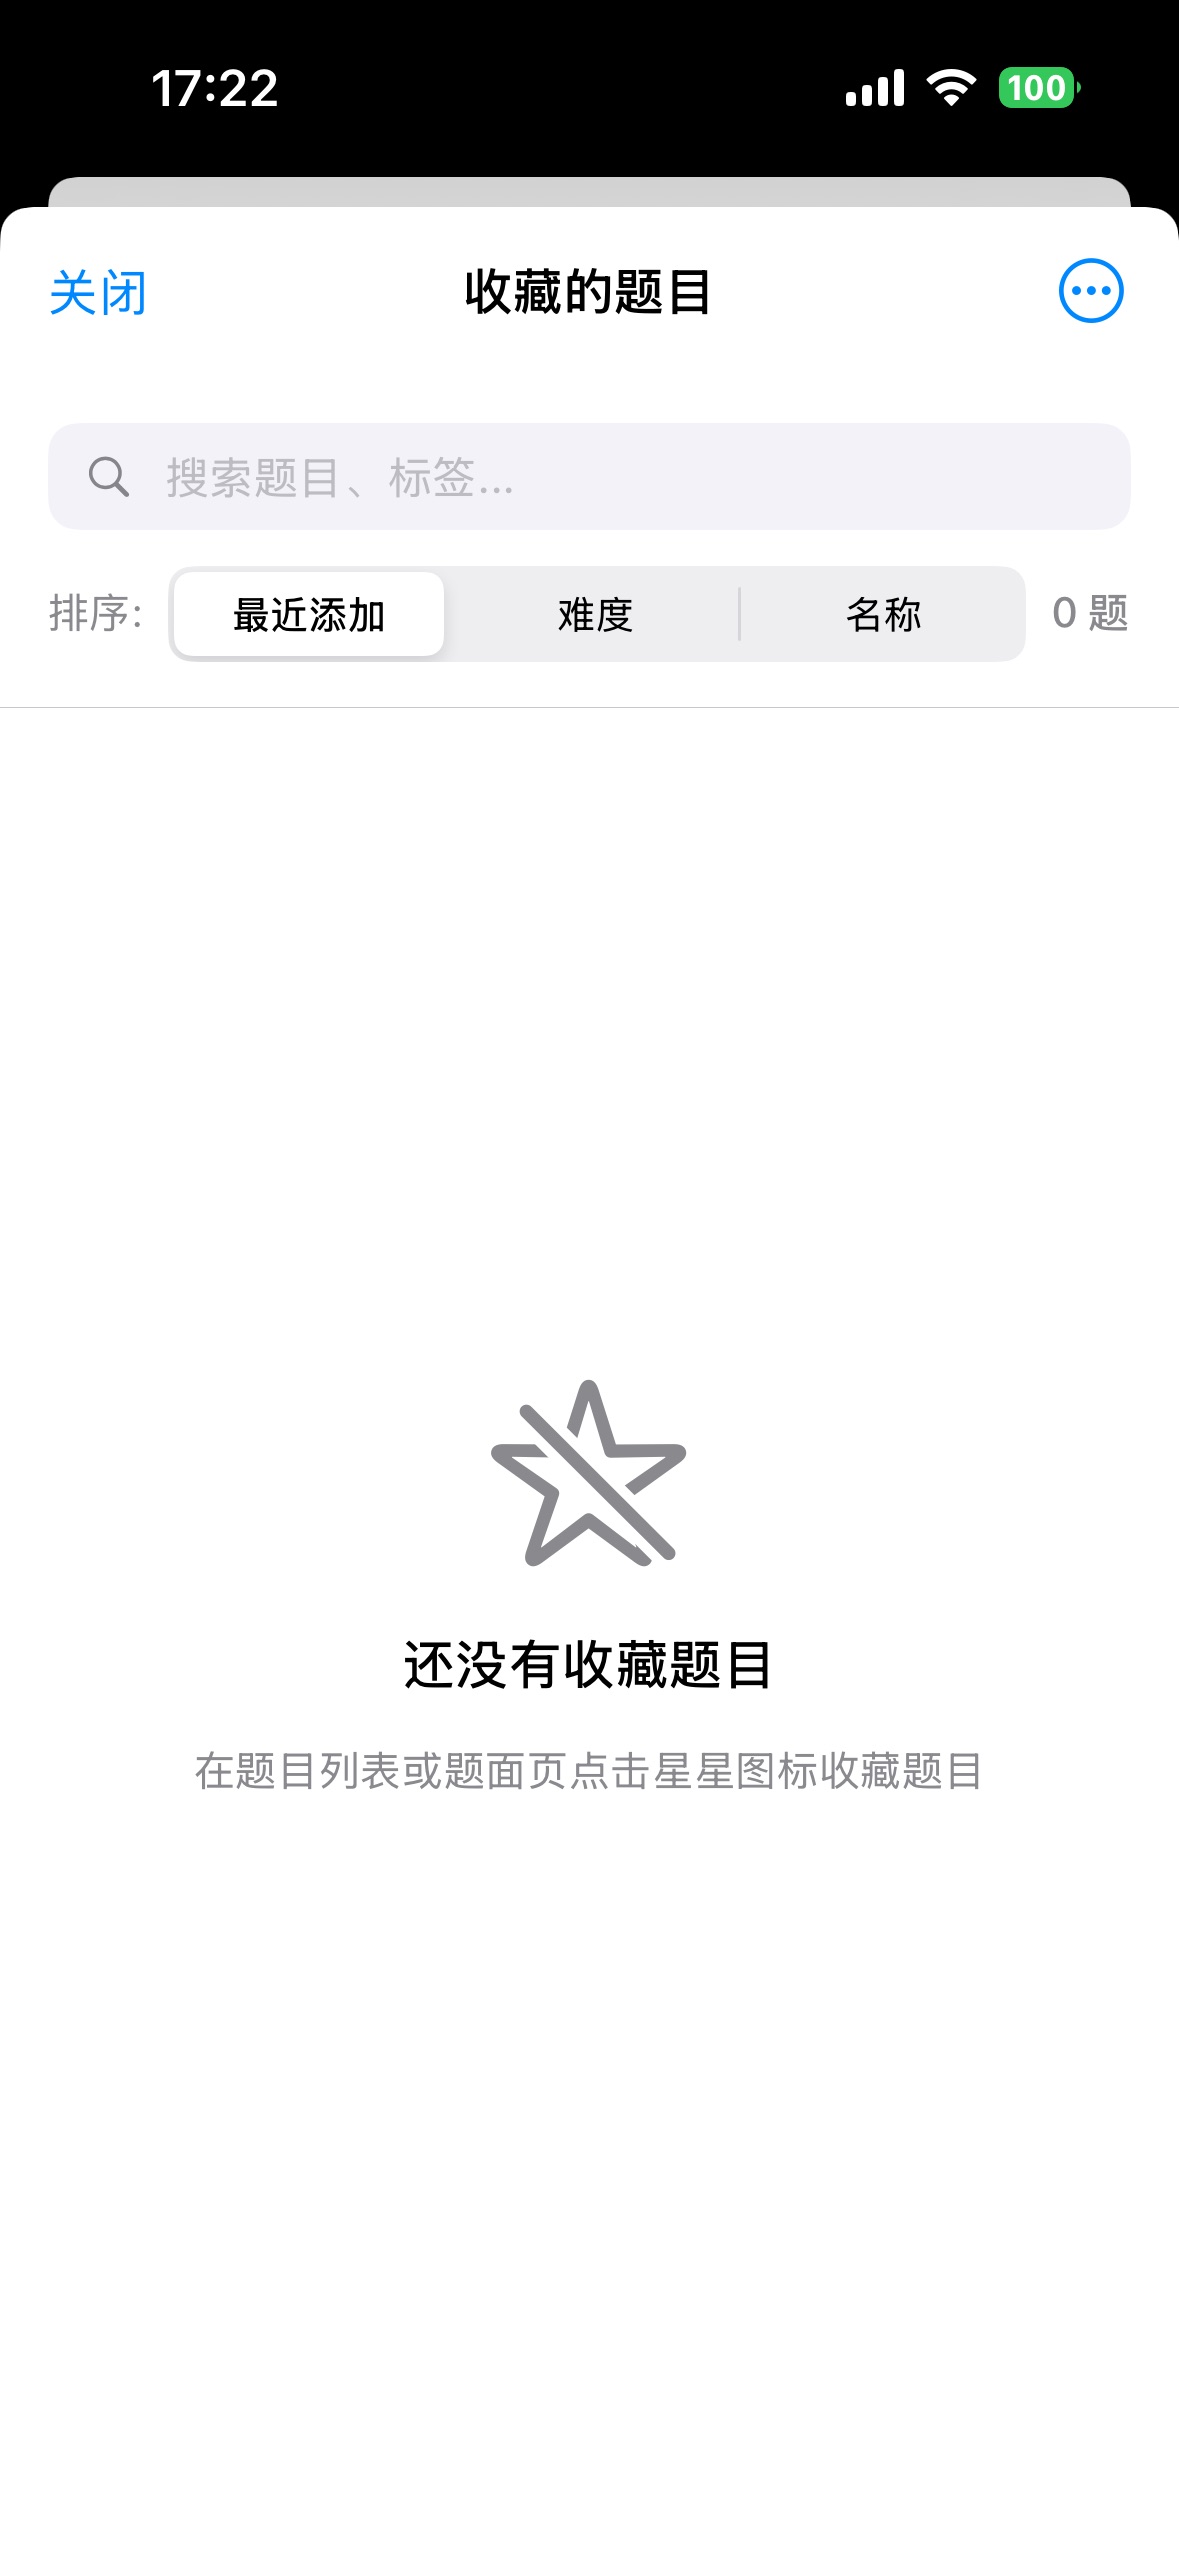 17:22
100
关闭
收藏的题目
搜索题目、标签...
排序:
最近添加
难度
名称
0 题
还没有收藏题目
在题目列表或题面页点击星星图标收藏题目